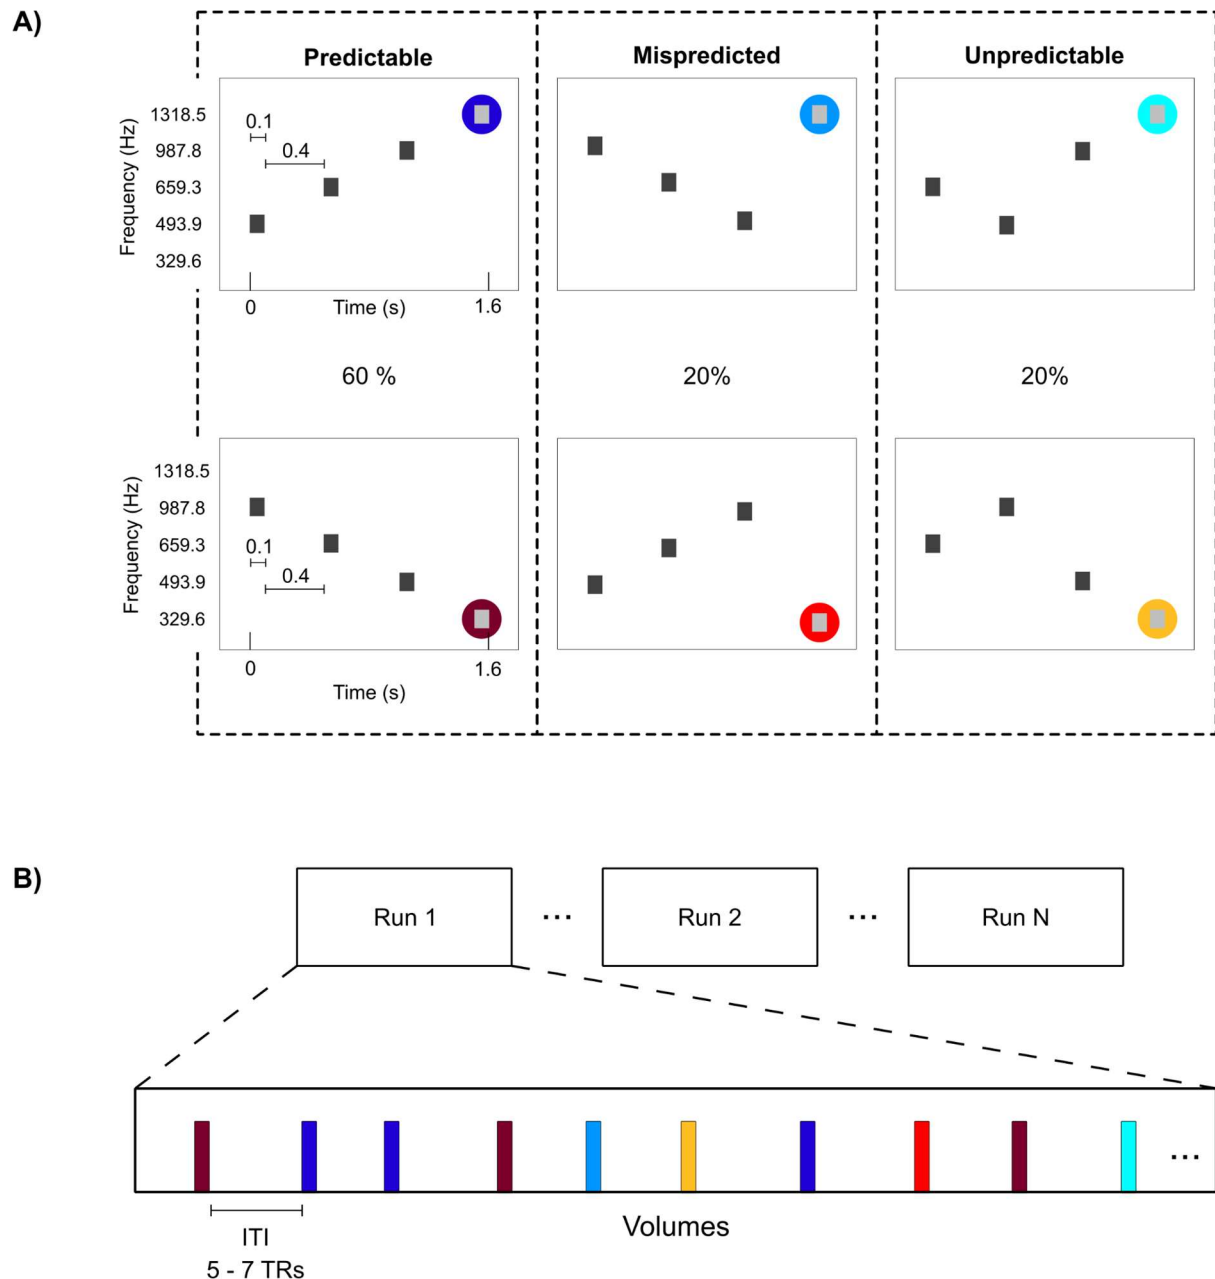 A)
Predictable
Mispredicted
Unpredictable
Frequency (Hz)
1318.5
987.8
659.3
493.9
329.6
0.1
0.4
0
Time (s)
1.6
60 %
20%
20%
Frequency (Hz)
1318.5
987.8
659.3
493.9
329.6
0.1
0.4
0
1.6
Time (s)
B)
Run 1
...
Run 2
...
Run N
...
ITI
5 - 7 TRs
Volumes